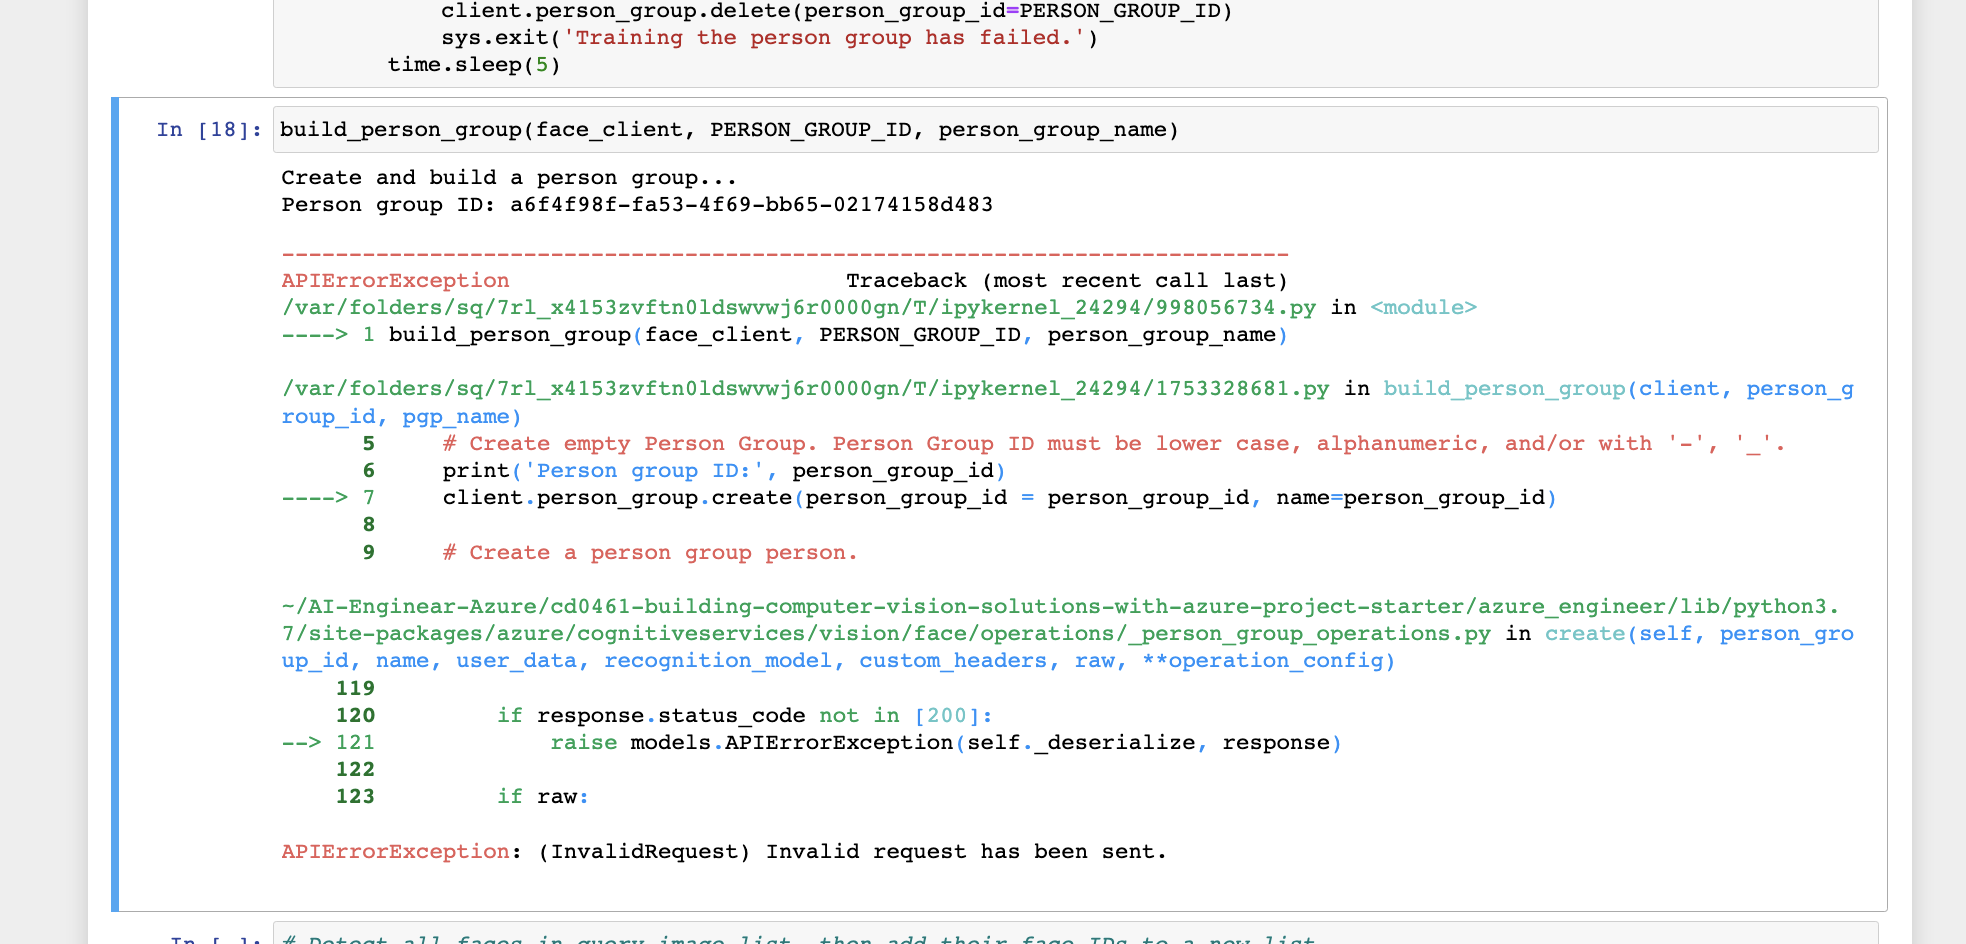 client.person_group.delete(person_group_id=PERSON_GROUP_ID)
sys.exit('Training the person group has failed.')
time.sleep(5)
In [18]: build_person_group(face_client, PERSON_GROUP_ID, person_group_name)
Create and build a person group...
Person group ID: a6f4f98f-fa53-4f69-bb65-02174158d483
---------------------------------------------------------------------------
APIErrorException                         Traceback (most recent call last)
/var/folders/sq/7rl_x4153zvftn0ldswvwj6r0000gn/T/ipykernel_24294/998056734.py in <module>
----> 1 build_person_group(face_client, PERSON_GROUP_ID, person_group_name)
/var/folders/sq/7rl_x4153zvftn0ldswvwj6r0000gn/T/ipykernel_24294/1753328681.py in build_person_group(client, person_g
roup_id, pgp_name)
5     # Create empty Person Group. Person Group ID must be lower case, alphanumeric, and/or with '-', '_'.
6     print('Person group ID:', person_group_id)
----> 7     client.person_group.create(person_group_id = person_group_id, name=person_group_id)
8
9     # Create a person group person.
~/AI-Enginear-Azure/cd0461-building-computer-vision-solutions-with-azure-project-starter/azure_engineer/lib/python3.
7/site-packages/azure/cognitiveservices/vision/face/operations/_person_group_operations.py in create(self, person_gro
up_id, name, user_data, recognition_model, custom_headers, raw, **operation_config)
119
120         if response.status_code not in [200]:
--> 121             raise models.APIErrorException(self._deserialize, response)
122
123         if raw:
APIErrorException: (InvalidRequest) Invalid request has been sent.
In [ ]: # Detect all faces in query image list, then add their face IDs to a new list.